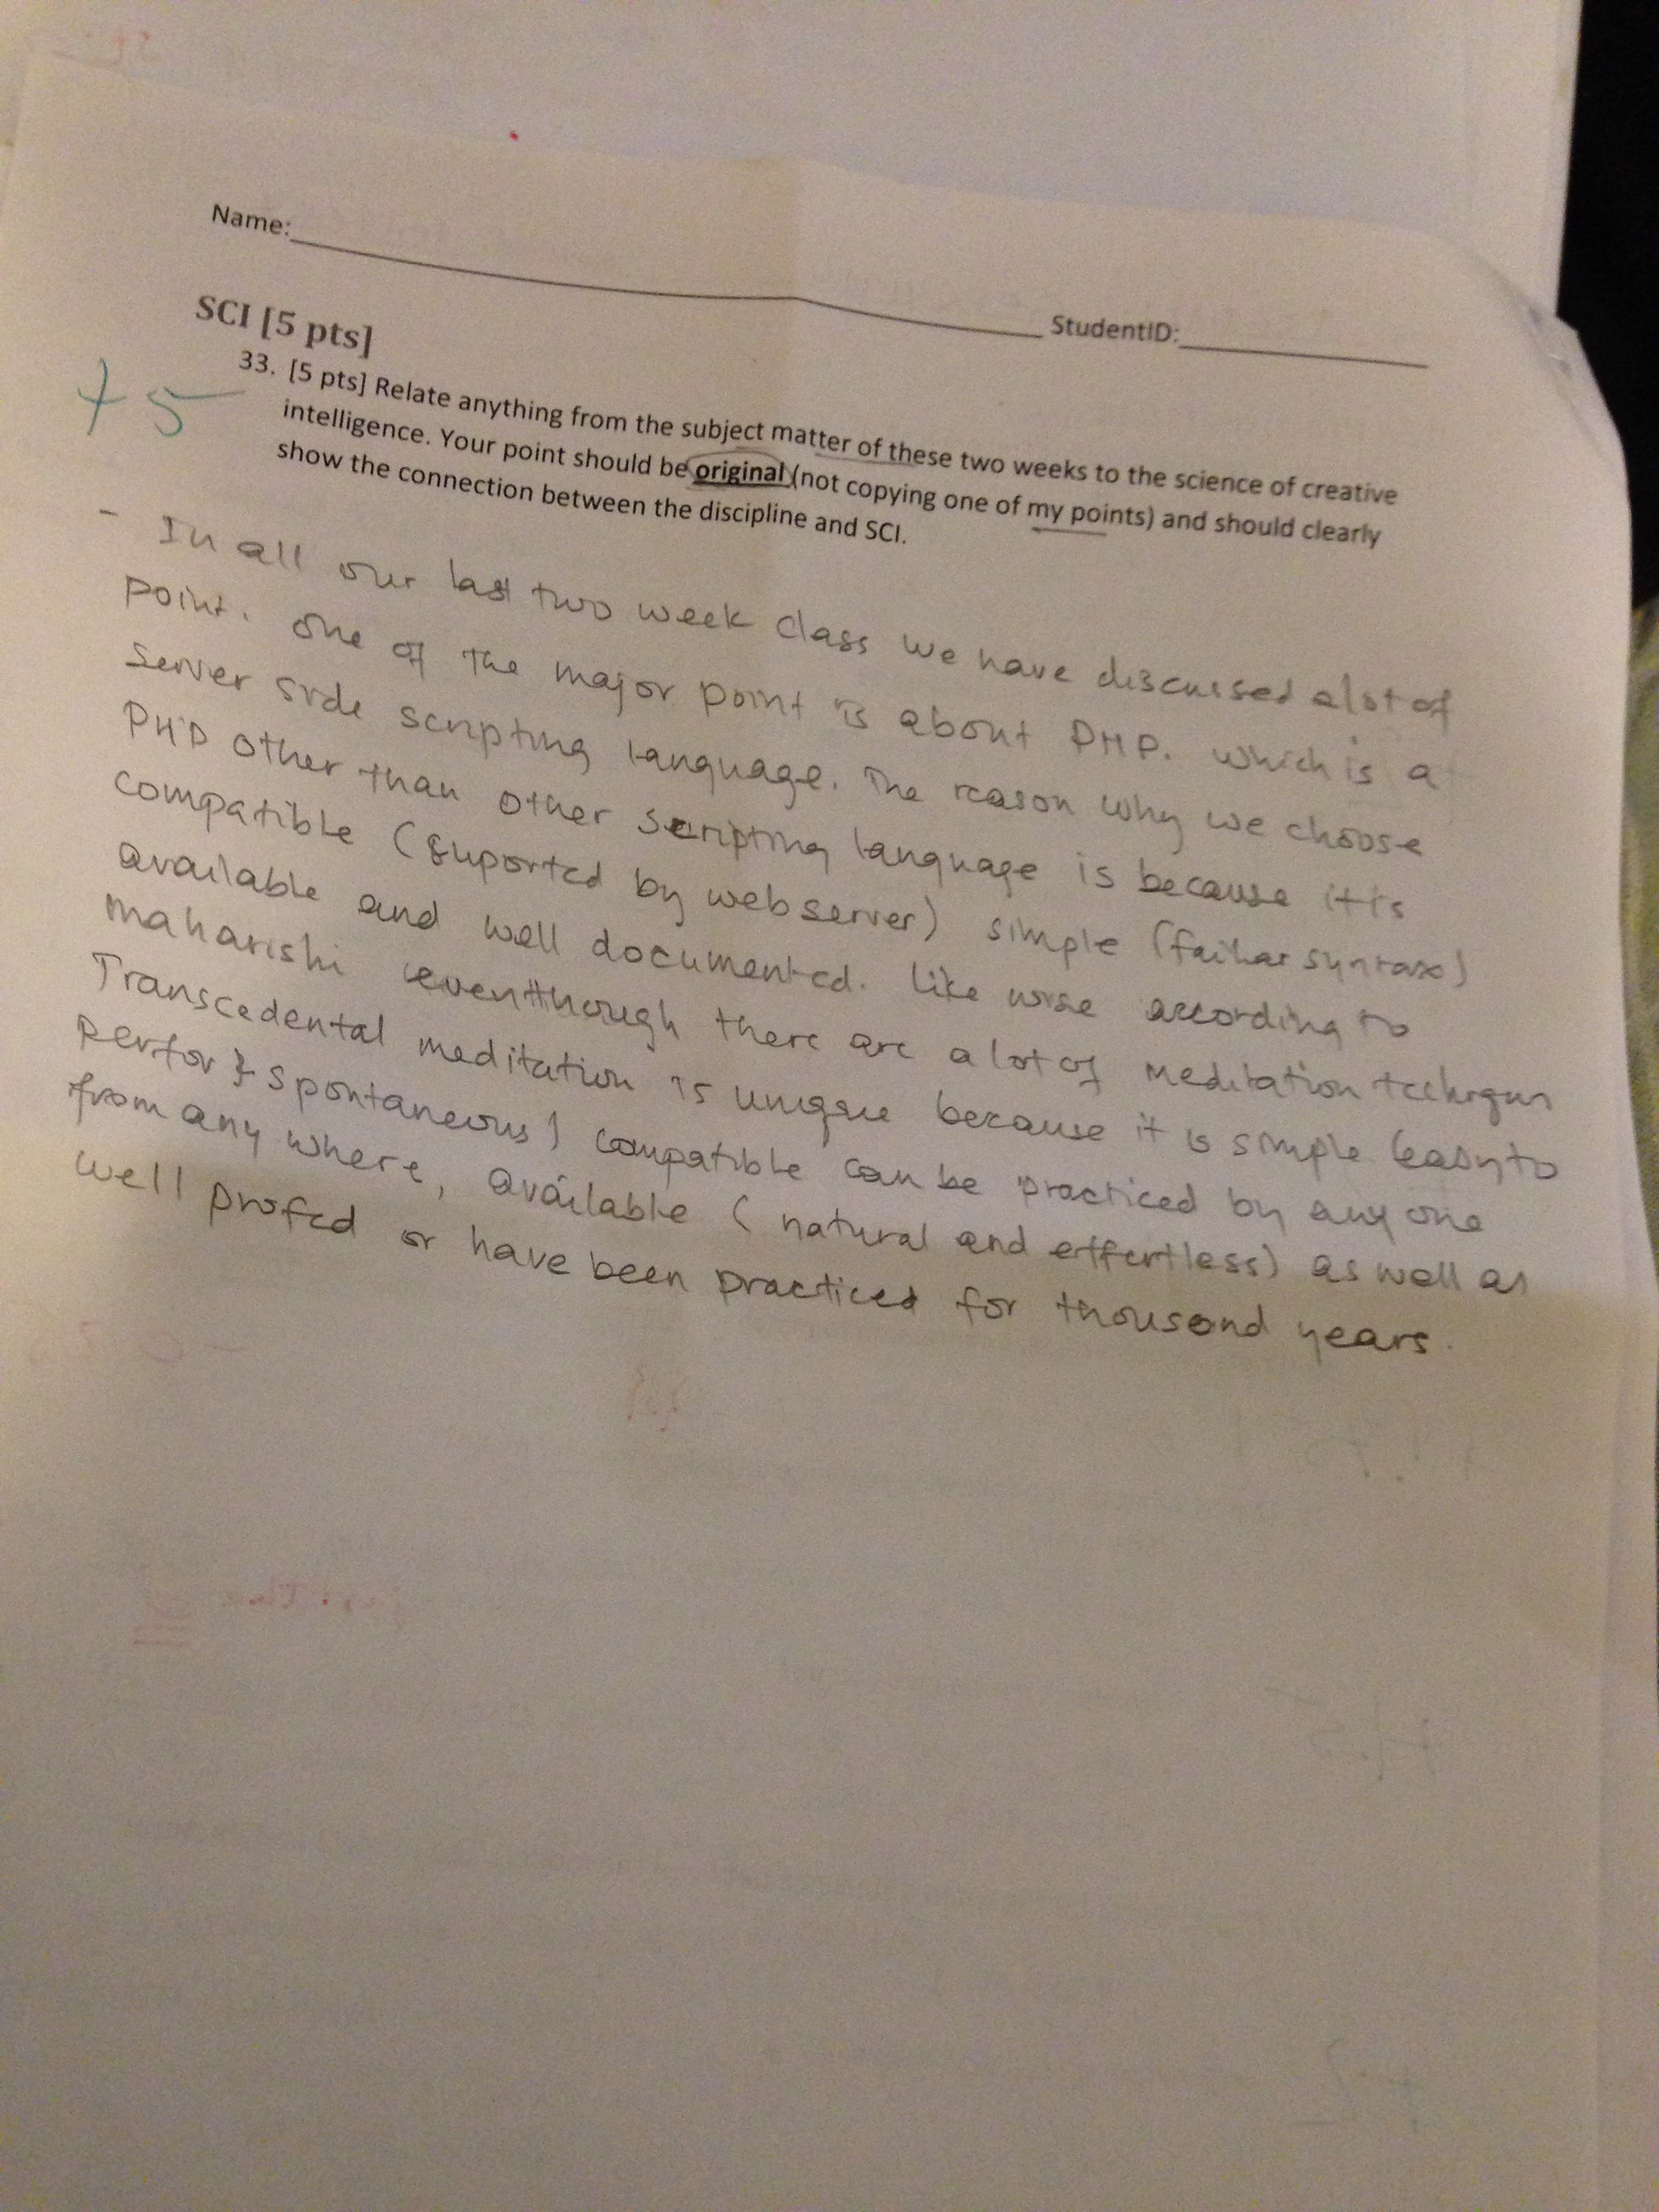 Name:
StudentID:
SCI [5 pts]
+5
33. [5 pts] Relate anything from the subject matter of these two weeks to the science of creative
intelligence. Your point should be original (not copying one of my points) and should clearly
show the connection between the discipline and SCI.
- In all our last two week class we have discussed alot of
point. one of the major point is about PHP. which is a
server side scripting language. The reason why we choose
PHP other than other scripting language is because it is
compatible (suported by webserver) simple ( syntax)
available and well documented. like wise according to
maharishi eventhough there are a lot of meditation
Transcedental meditation is unique because it is simple (easy to
perfor} spontaneous) compatible can be practiced by any one
from any where, available (natural and effertless) as well as
well profed or have been practiced for thousand years.